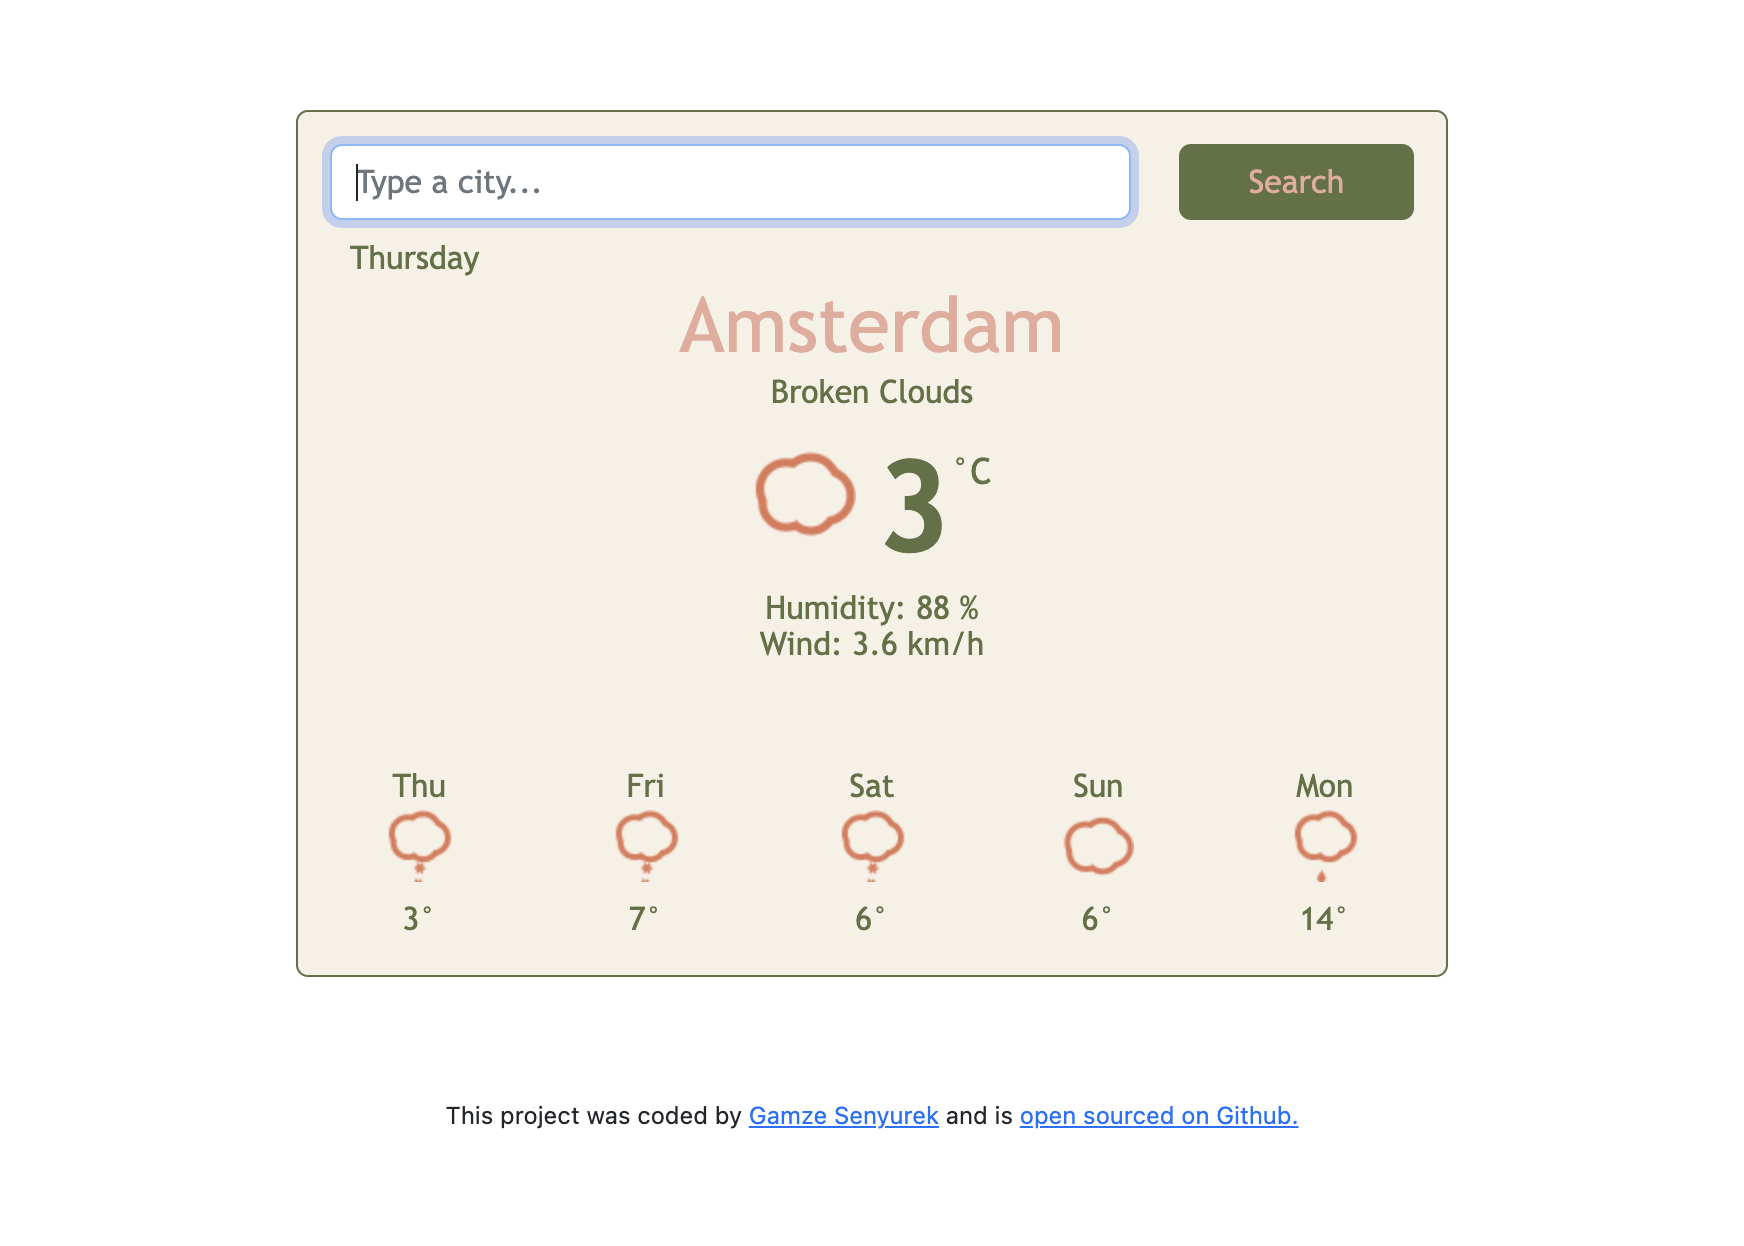 Type a city...
Search
Thursday
Amsterdam
Broken Clouds
3 °C
Humidity: 88 %
Wind: 3.6 km/h
Thu Fri Sat Sun Mon
3° 7° 6° 6° 14°
This project was coded by Gamze Senyurek and is open sourced on Github.